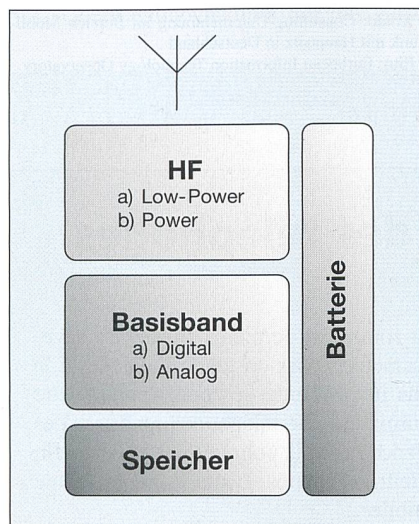 HF
a) Low-Power
b) Power
Basisband
a) Digital
b) Analog
Speicher
Batterie